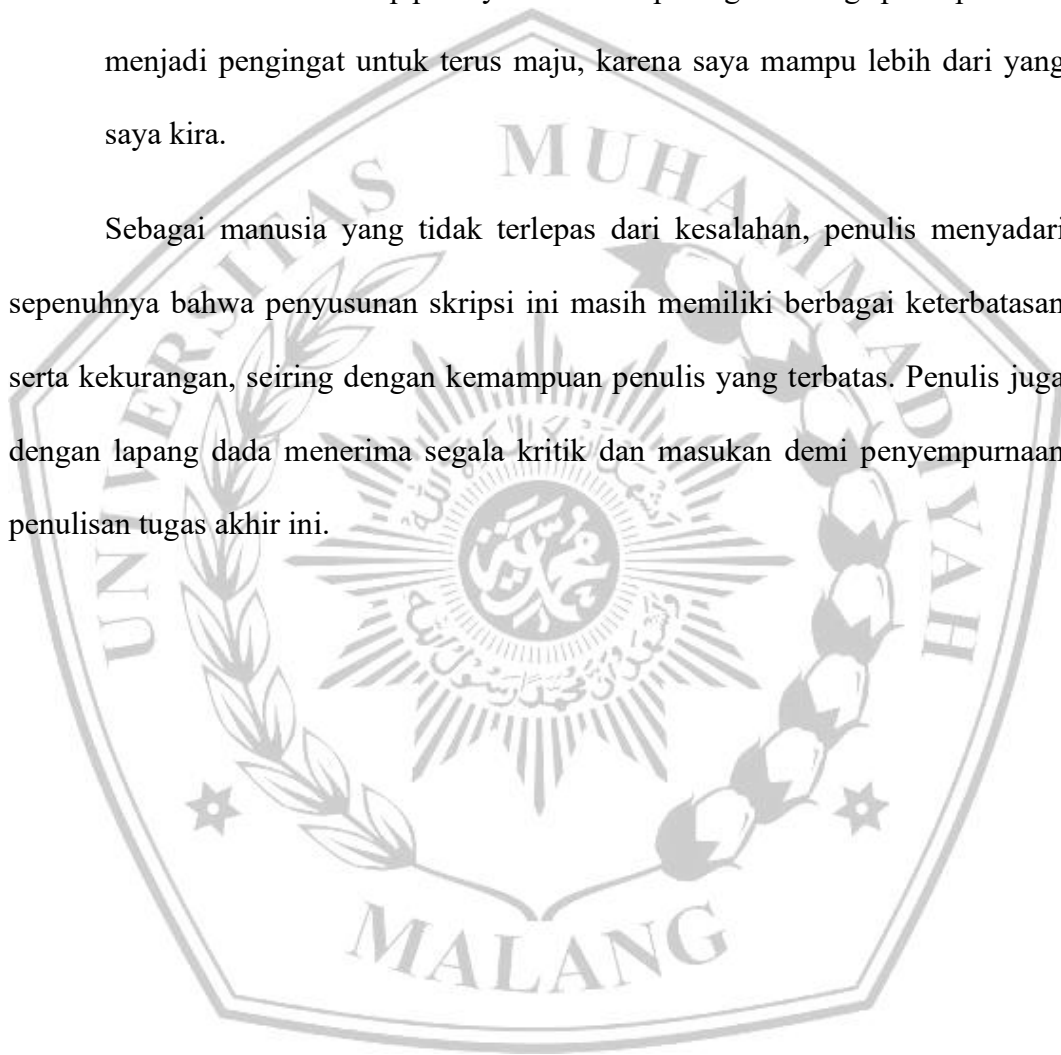 menjadi pengingat untuk terus maju, karena saya mampu lebih dari yang
saya kira.
Sebagai manusia yang tidak terlepas dari kesalahan, penulis menyadari
sepenuhnya bahwa penyusunan skripsi ini masih memiliki berbagai keterbatasan
serta kekurangan, seiring dengan kemampuan penulis yang terbatas. Penulis juga
dengan lapang dada menerima segala kritik dan masukan demi penyempurnaan
penulisan tugas akhir ini.
UNIVERSITAS MUHAMMADIYAH
MALANG